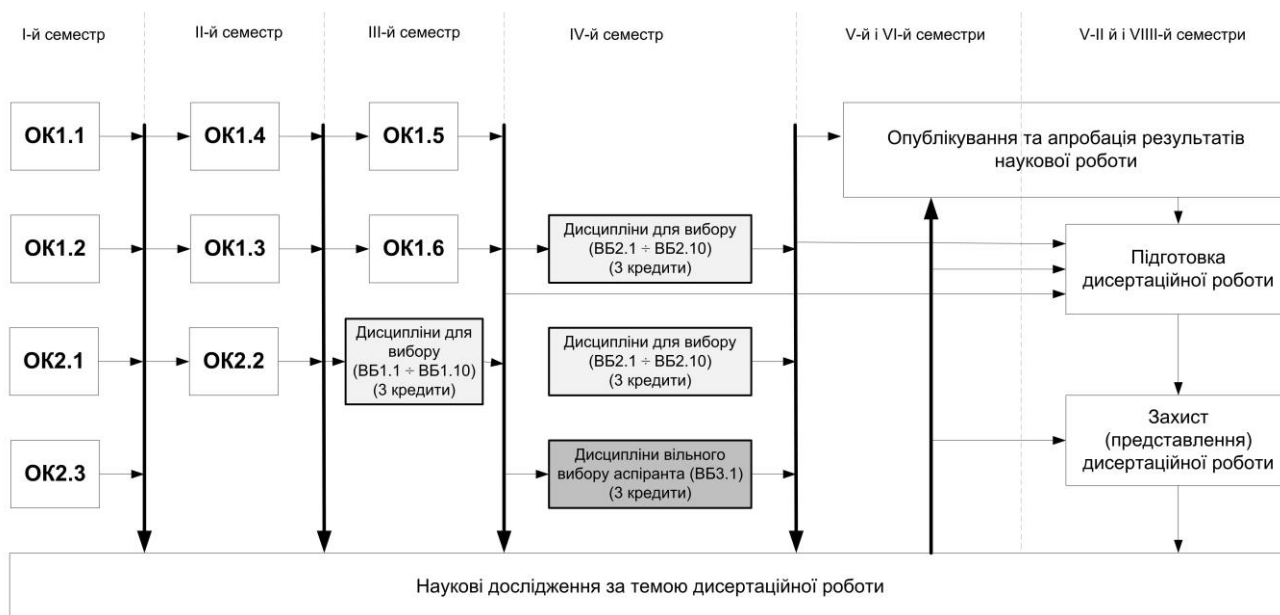 І-й семестр
ІІ-й семестр
ІІІ-й семестр
IV-й семестр
V-й і VI-й семестри
V-ІІ й і VІІІІ-й семестри
ОК1.1
ОК1.4
ОК1.5
Опублікування та апробація результатів
наукової роботи
ОК1.2
ОК1.3
ОК1.6
Дисципліни для вибору
(ВБ2.1 ÷ ВБ2.10)
(3 кредити)
Підготовка
дисертаційної роботи
ОК2.1
ОК2.2
Дисципліни для
вибору
(ВБ1.1 ÷ ВБ1.10)
(3 кредити)
Дисципліни для вибору
(ВБ2.1 ÷ ВБ2.10)
(3 кредити)
Захист
(представлення)
дисертаційної роботи
ОК2.3
Дисципліни вільного
вибору аспіранта (ВБ3.1)
(3 кредити)
Наукові дослідження за темою дисертаційної роботи